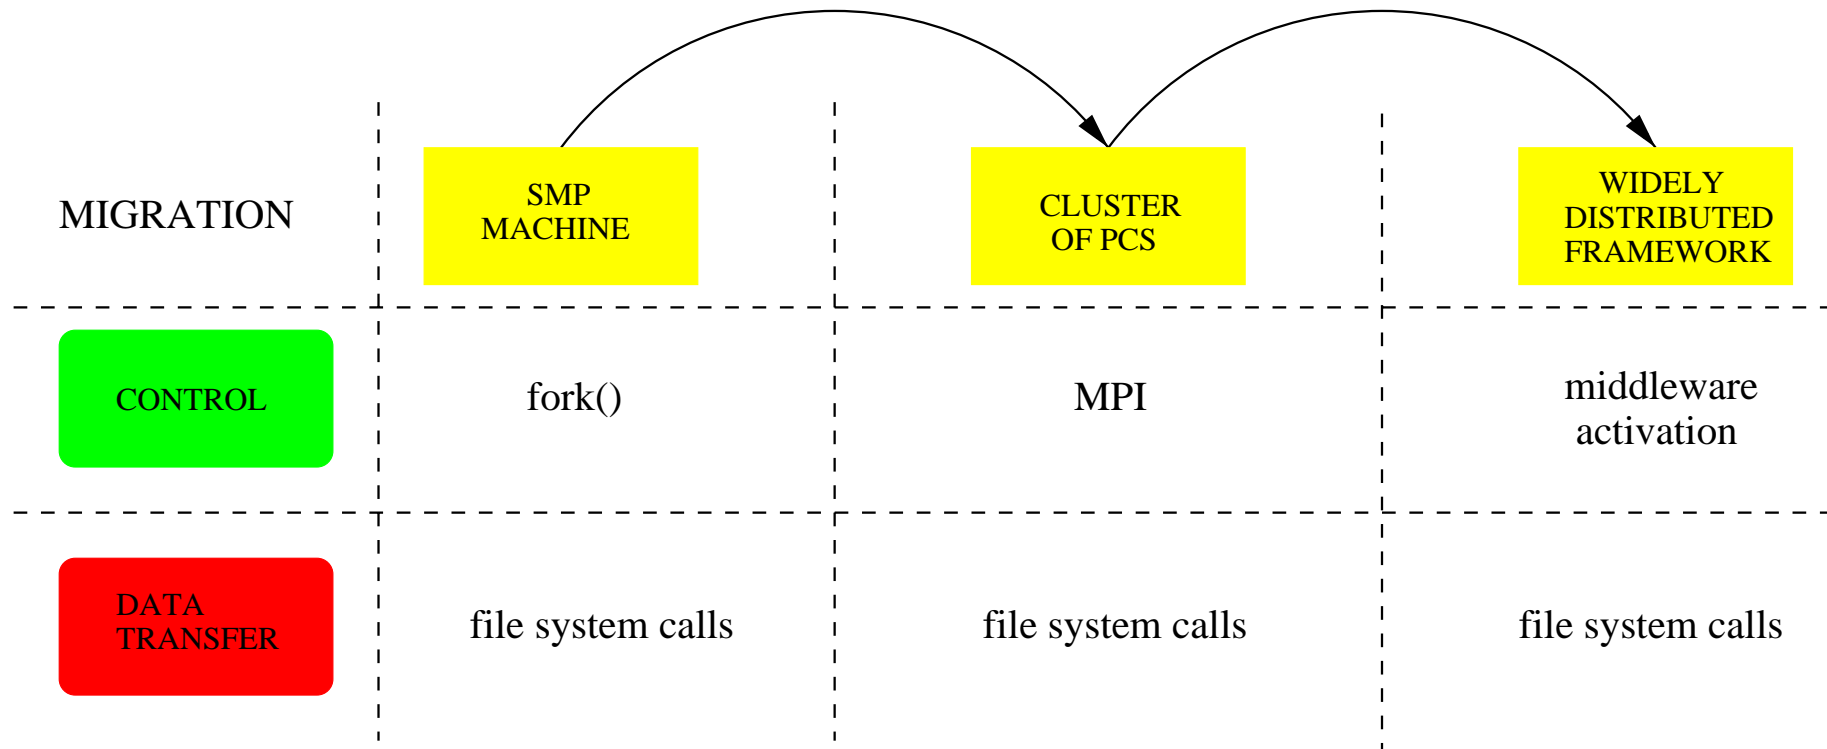 MIGRATION
SMP
MACHINE
CLUSTER
OF PCS
WIDELY
DISTRIBUTED
FRAMEWORK
CONTROL
fork()
MPI
middleware
activation
DATA
TRANSFER
file system calls
file system calls
file system calls